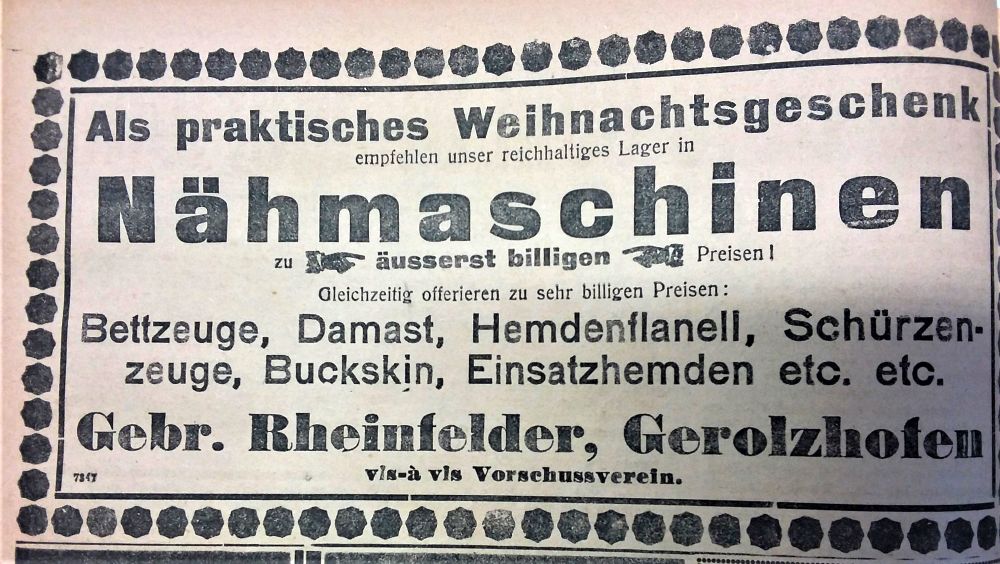 Als praktisches Weihnachtsgeschenk
empfehlen unser reichhaltiges Lager in
Nähmaschinen
zu äusserst billigen Preisen!
Gleichzeitig offerieren zu sehr billigen Preisen:
Bettzeuge, Damast, Hemdenflanell, Schürzen-
zeuge, Buckskin, Einsatzhemden etc. etc.
Gebr. Rheinfelder, Gerolzhofen
7347 vis-à vis Vorschussverein.